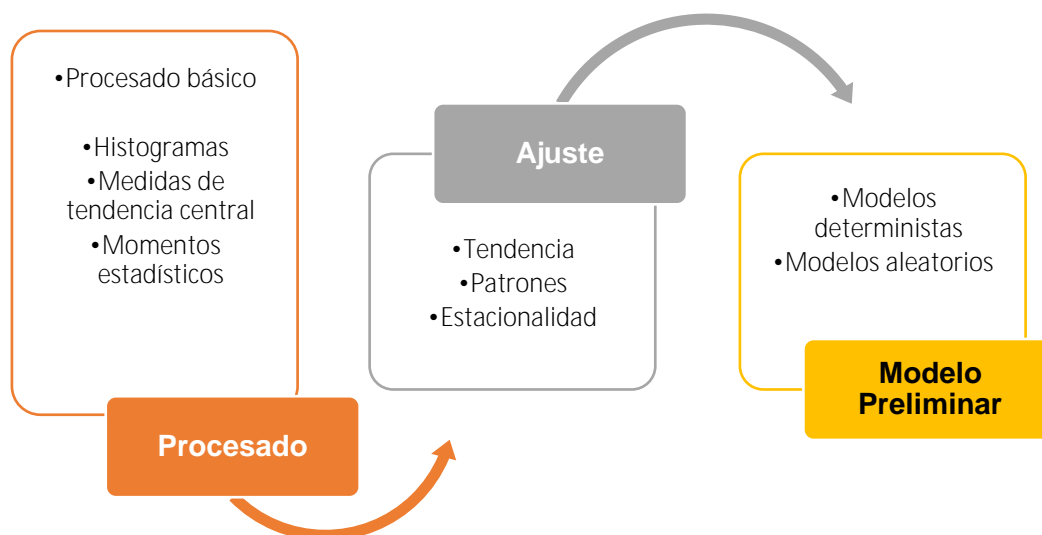 •Procesado básico
•Histogramas
•Medidas de
tendencia central
•Momentos
estadísticos
Procesado
Ajuste
•Tendencia
•Patrones
•Estacionalidad
•Modelos
deterministas
•Modelos aleatorios
Modelo
Preliminar